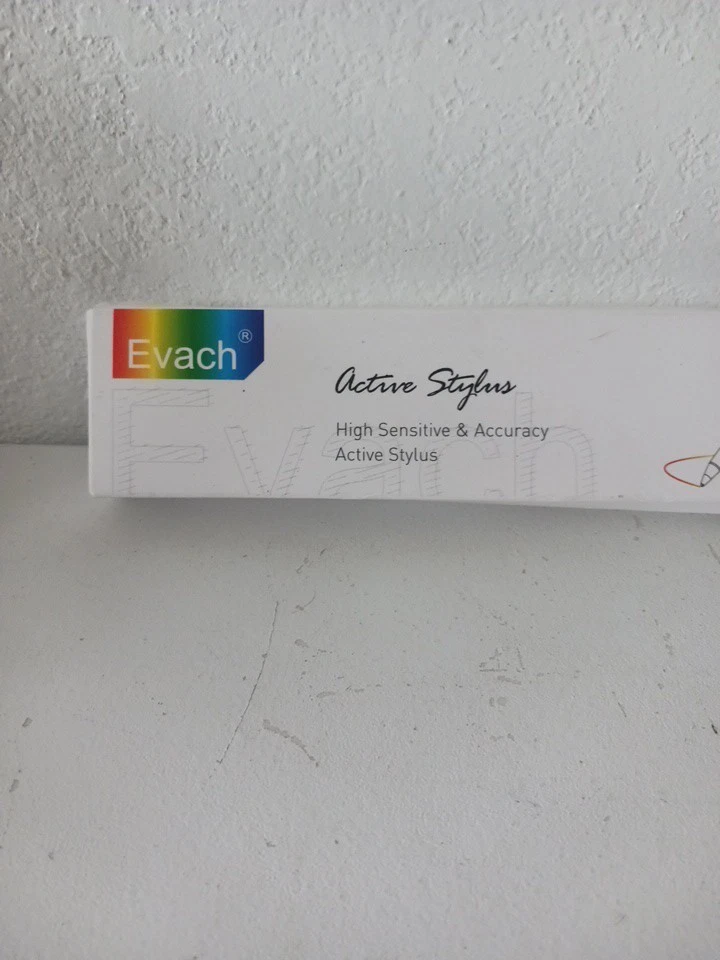 Evach®
Active Stylus
High Sensitive & Accuracy
Active Stylus
Evach